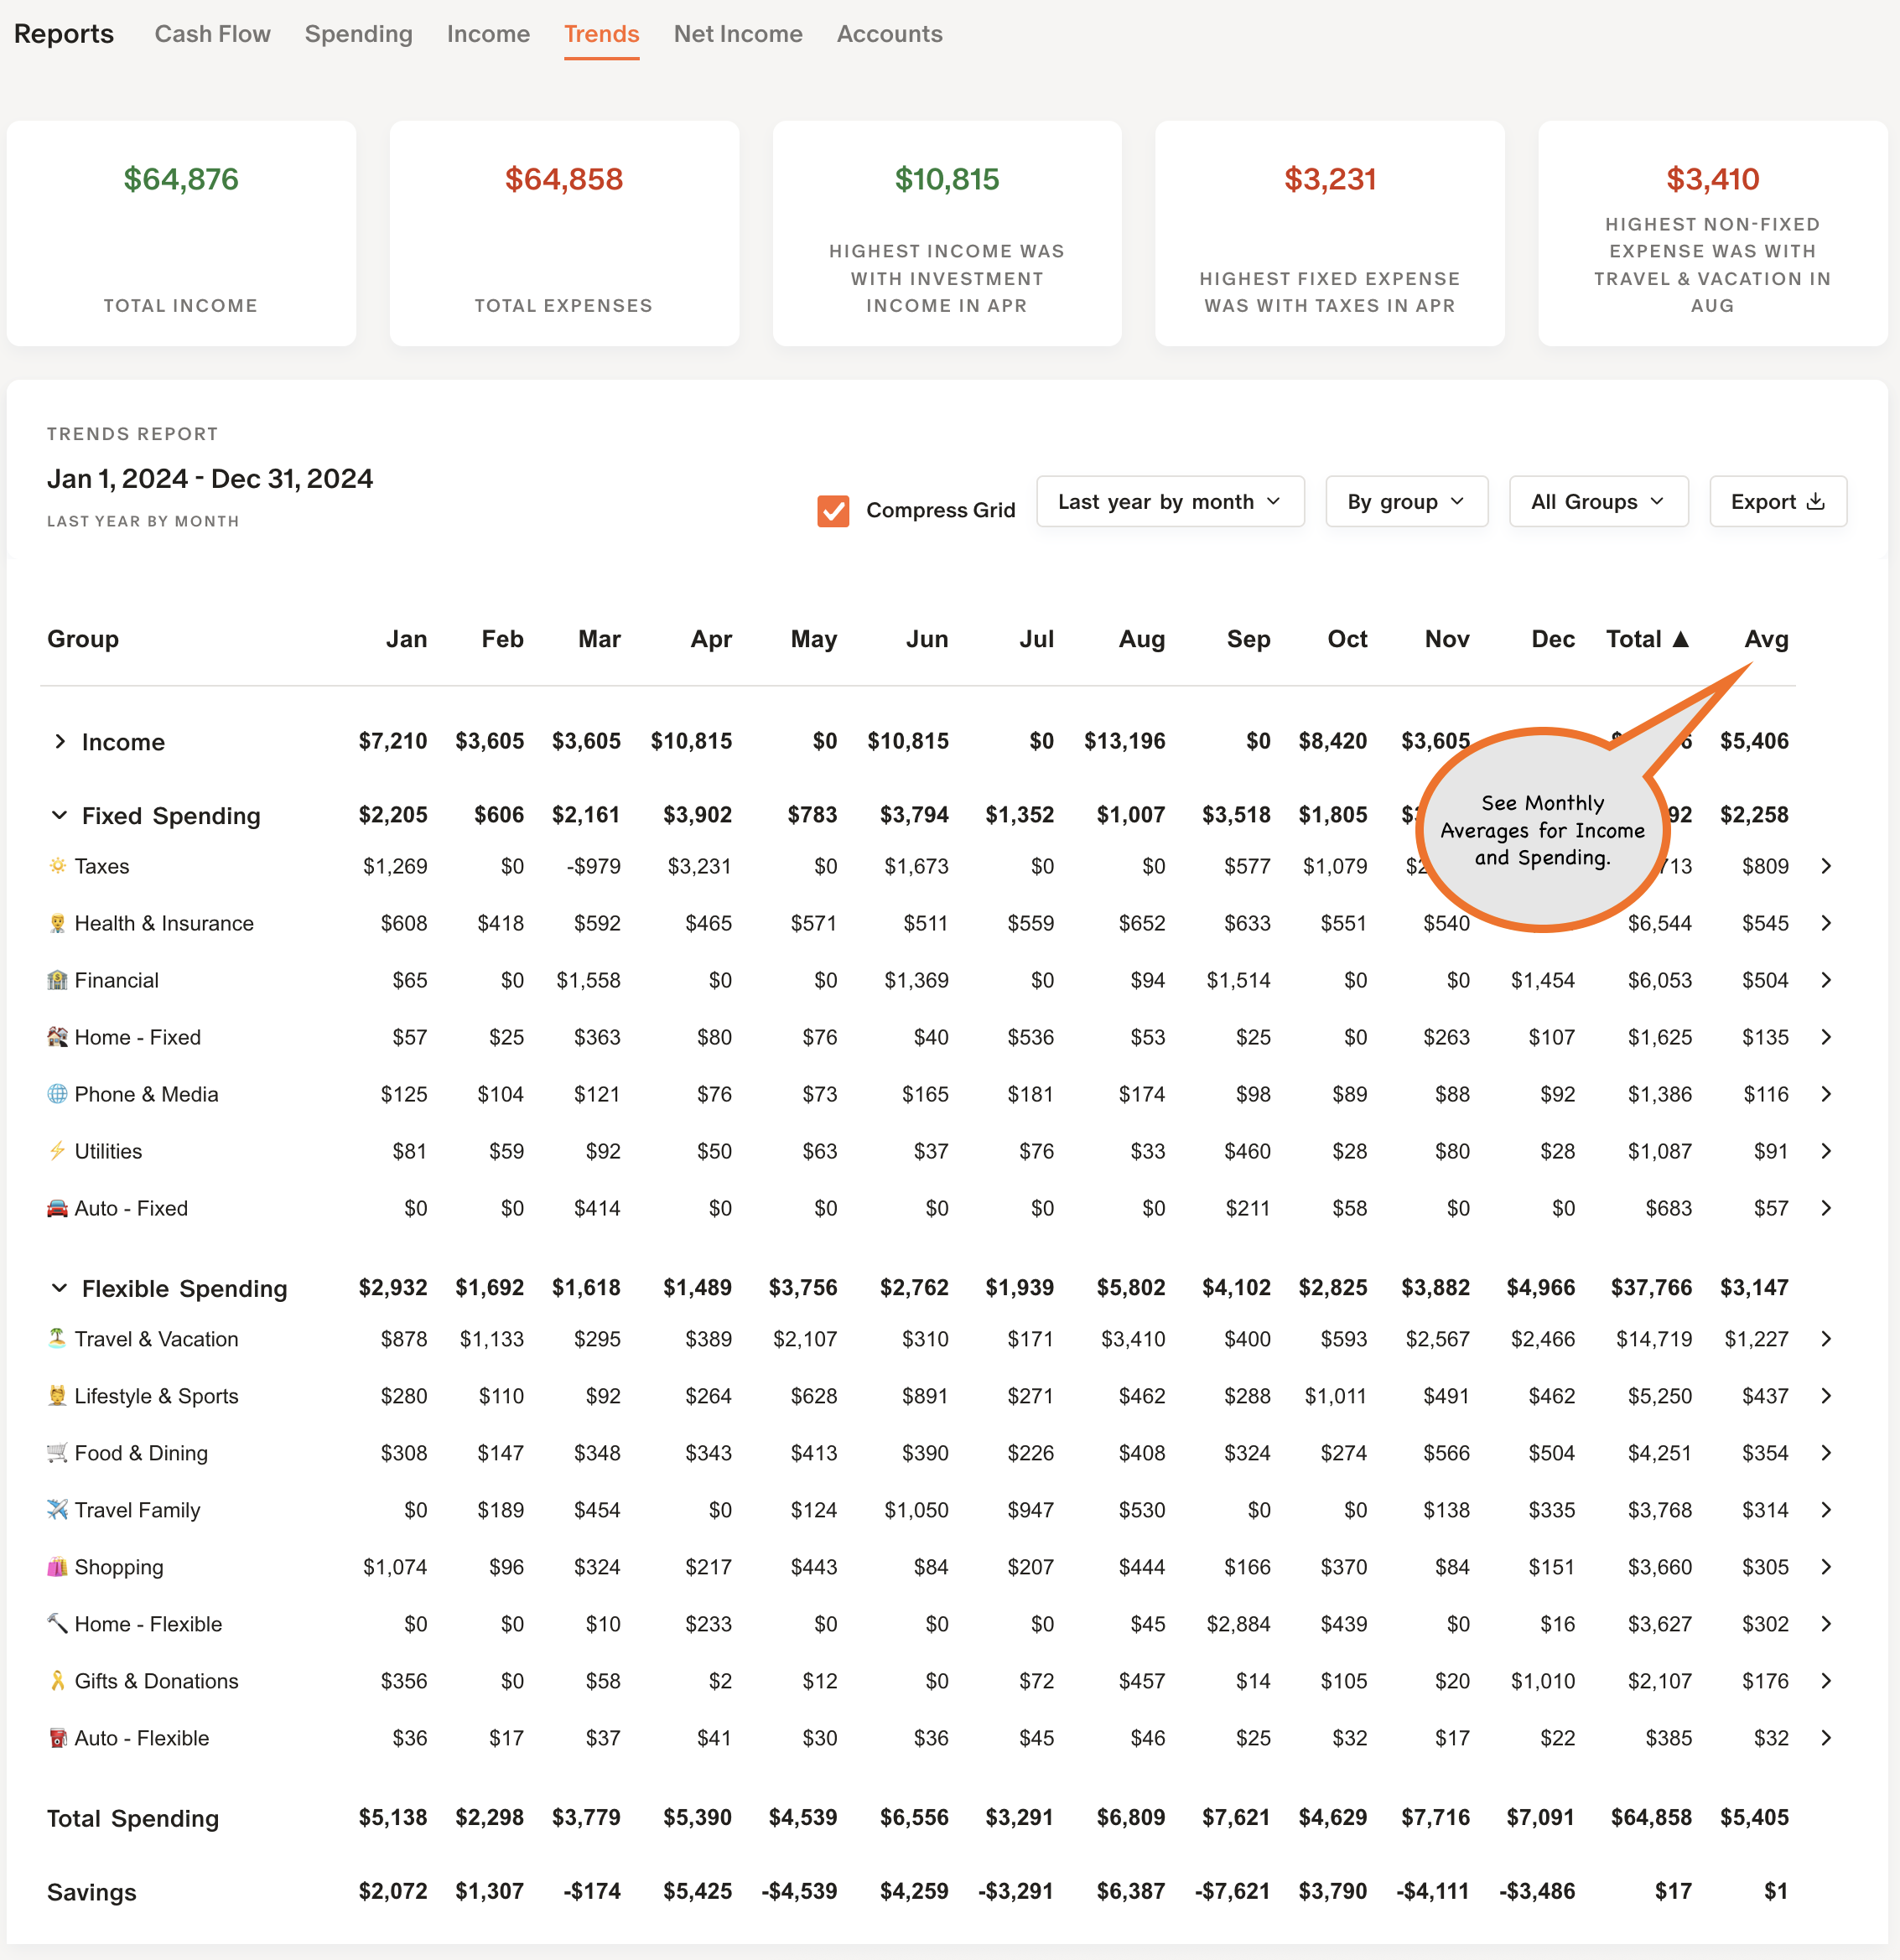 Reports Cash Flow Spending Income Trends Net Income Accounts
$64,876
TOTAL INCOME
$64,858
TOTAL EXPENSES
$10,815
HIGHEST INCOME WAS
WITH INVESTMENT
INCOME IN APR
$3,231
HIGHEST FIXED EXPENSE
WAS WITH TAXES IN APR
$3,410
HIGHEST NON-FIXED
EXPENSE WAS WITH
TRAVEL & VACATION IN
AUG
TRENDS REPORT
Jan 1, 2024 - Dec 31, 2024
LAST YEAR BY MONTH
Compress Grid Last year by month By group All Groups Export
Group Jan Feb Mar Apr May Jun Jul Aug Sep Oct Nov Dec Total ▲ Avg
Income $7,210 $3,605 $3,605 $10,815 $0 $10,815 $0 $13,196 $0 $8,420 $3,605 $5,406
Fixed Spending $2,205 $606 $2,161 $3,902 $783 $3,794 $1,352 $1,007 $3,518 $1,805 $2,258
See Monthly
Averages for Income
and Spending.
Taxes $1,269 $0 -$979 $3,231 $0 $1,673 $0 $0 $577 $1,079 $809
Health & Insurance $608 $418 $592 $465 $571 $511 $559 $652 $633 $551 $540 $6,544 $545
Financial $65 $0 $1,558 $0 $0 $1,369 $0 $94 $1,514 $0 $0 $1,454 $6,053 $504
Home - Fixed $57 $25 $363 $80 $76 $40 $536 $53 $25 $0 $263 $107 $1,625 $135
Phone & Media $125 $104 $121 $76 $73 $165 $181 $174 $98 $89 $88 $92 $1,386 $116
Utilities $81 $59 $92 $50 $63 $37 $76 $33 $460 $28 $80 $28 $1,087 $91
Auto - Fixed $0 $0 $414 $0 $0 $0 $0 $0 $211 $58 $0 $0 $683 $57
Flexible Spending $2,932 $1,692 $1,618 $1,489 $3,756 $2,762 $1,939 $5,802 $4,102 $2,825 $3,882 $4,966 $37,766 $3,147
Travel & Vacation $878 $1,133 $295 $389 $2,107 $310 $171 $3,410 $400 $593 $2,567 $2,466 $14,719 $1,227
Lifestyle & Sports $280 $110 $92 $264 $628 $891 $271 $462 $288 $1,011 $491 $462 $5,250 $437
Food & Dining $308 $147 $348 $343 $413 $390 $226 $408 $324 $274 $566 $504 $4,251 $354
Travel Family $0 $189 $454 $0 $124 $1,050 $947 $530 $0 $0 $138 $335 $3,768 $314
Shopping $1,074 $96 $324 $217 $443 $84 $207 $444 $166 $370 $84 $151 $3,660 $305
Home - Flexible $0 $0 $10 $233 $0 $0 $0 $45 $2,884 $439 $0 $16 $3,627 $302
Gifts & Donations $356 $0 $58 $2 $12 $0 $72 $457 $14 $105 $20 $1,010 $2,107 $176
Auto - Flexible $36 $17 $37 $41 $30 $36 $45 $46 $25 $32 $17 $22 $385 $32
Total Spending $5,138 $2,298 $3,779 $5,390 $4,539 $6,556 $3,291 $6,809 $7,621 $4,629 $7,716 $7,091 $64,858 $5,405
Savings $2,072 $1,307 -$174 $5,425 -$4,539 $4,259 -$3,291 $6,387 -$7,621 $3,790 -$4,111 -$3,486 $17 $1